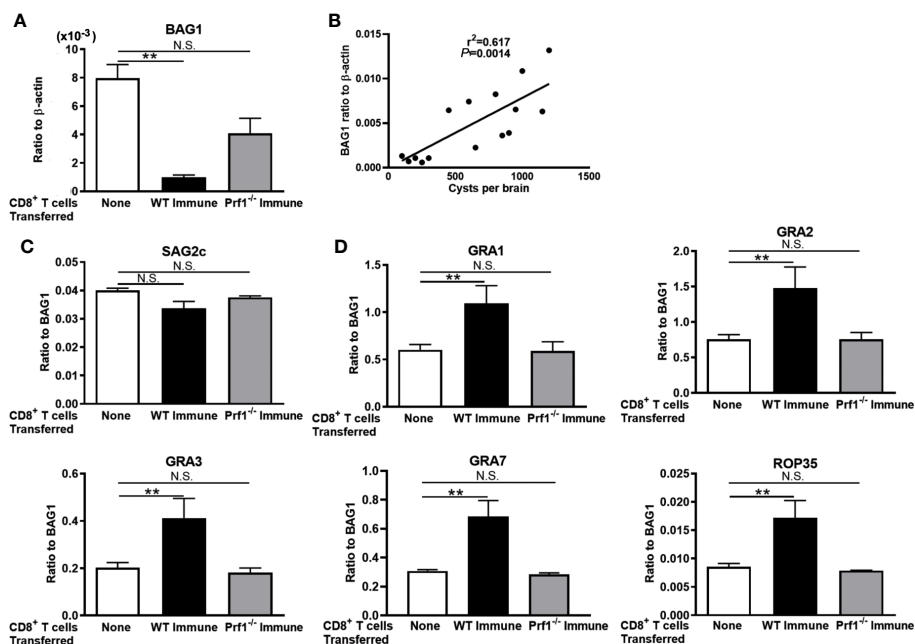 A
BAG1
(x10⁻³)
N.S.
**
10
8
6
4
2
0
Ratio to β-actin
CD8⁺ T cells
Transferred
None
WT Immune
Prf1⁻/⁻ Immune
B
r²=0.617
P=0.0014
0.015
0.010
0.005
0.000
BAG1 ratio to β-actin
0
500
1000
1500
Cysts per brain
C
SAG2c
N.S.
N.S.
0.05
0.04
0.03
0.02
0.01
0.00
Ratio to BAG1
CD8⁺ T cells
Transferred
None
WT Immune
Prf1⁻/⁻ Immune
D
GRA1
N.S.
**
1.5
1.0
0.5
0.0
Ratio to BAG1
CD8⁺ T cells
Transferred
None
WT Immune
Prf1⁻/⁻ Immune
GRA2
N.S.
**
2.0
1.5
1.0
0.5
0.0
Ratio to BAG1
CD8⁺ T cells
Transferred
None
WT Immune
Prf1⁻/⁻ Immune
GRA3
N.S.
**
0.6
0.4
0.2
0.0
Ratio to BAG1
CD8⁺ T cells
Transferred
None
WT Immune
Prf1⁻/⁻ Immune
GRA7
N.S.
**
1.0
0.8
0.6
0.4
0.2
0.0
Ratio to BAG1
CD8⁺ T cells
Transferred
None
WT Immune
Prf1⁻/⁻ Immune
ROP35
N.S.
**
0.025
0.020
0.015
0.010
0.005
0.000
Ratio to BAG1
CD8⁺ T cells
Transferred
None
WT Immune
Prf1⁻/⁻ Immune